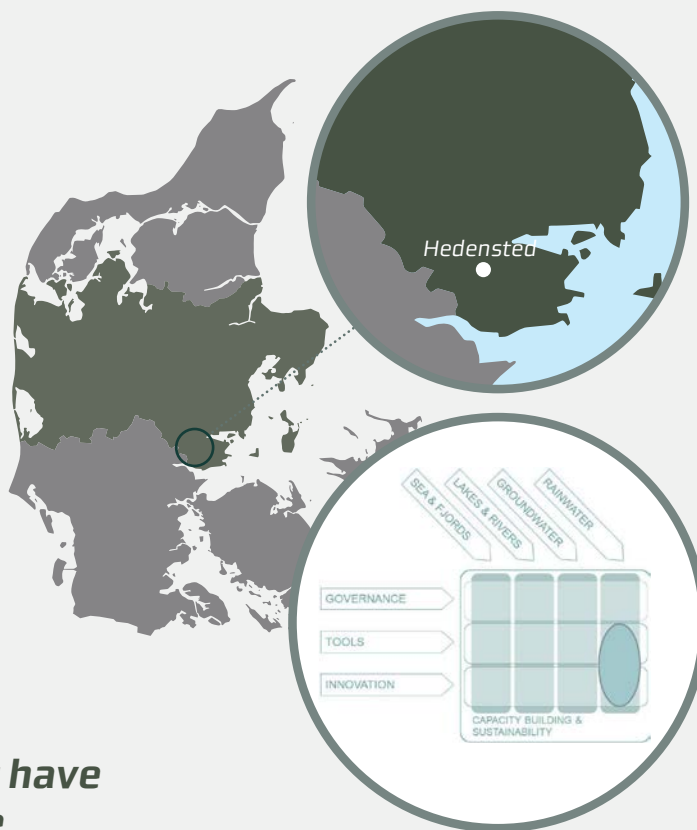 Hedensted
SEA & FJORDS
LAKES & RIVERS
GROUNDWATER
RAINWATER
GOVERNANCE
TOOLS
INNOVATION
CAPACITY BUILDING &
SUSTAINABILITY
have